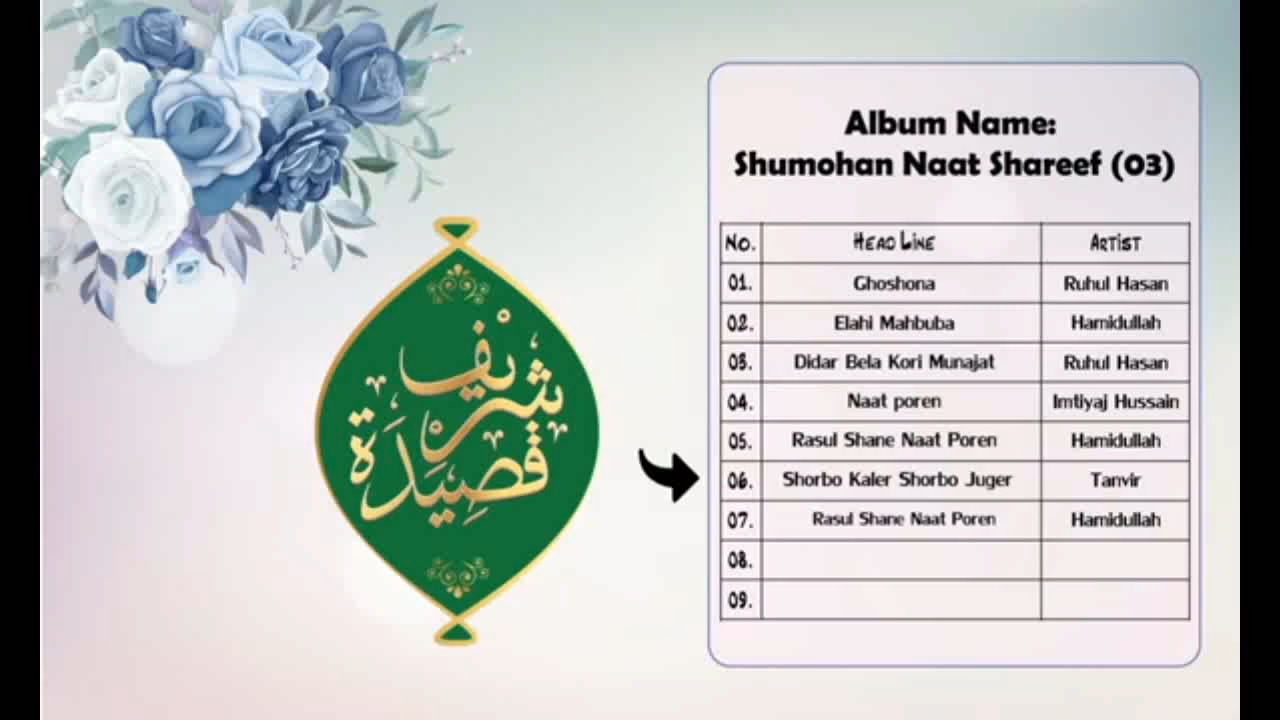 Album Name:
Shumohan Naat Shareef (03)
No. Head Line Artist
01. Ghoshona Ruhul Hasan
02. Elahi Mahbuba Hamidullah
03. Didar Bela Kori Munajat Ruhul Hasan
04. Naat poren Imtiyaj Hussain
05. Rasul Shane Naat Poren Hamidullah
06. Shorbo Kaler Shorbo Juger Tanvir
07. Rasul Shane Naat Poren Hamidullah
08.
09.
قصيدة شريف